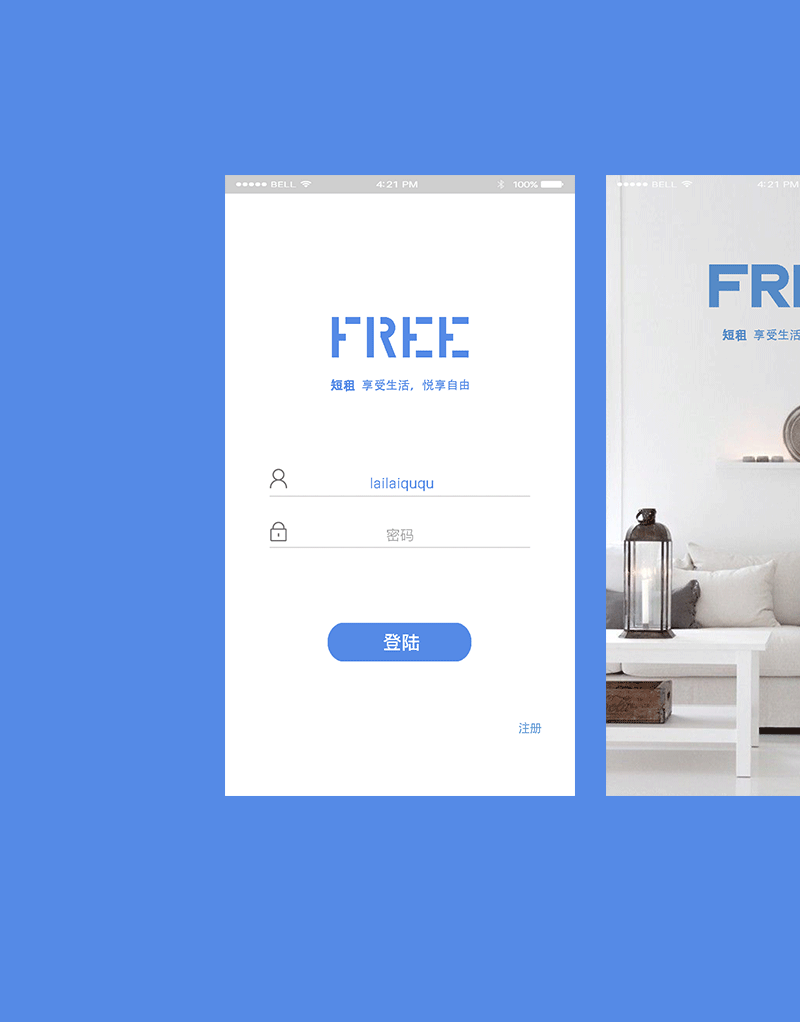 BELL 4:21 PM 100%
FREE
短租 享受生活，悦享自由
lailaiququ
密码
登陆
注册
BELL 4:21 PM
FRE
短租 享受生活